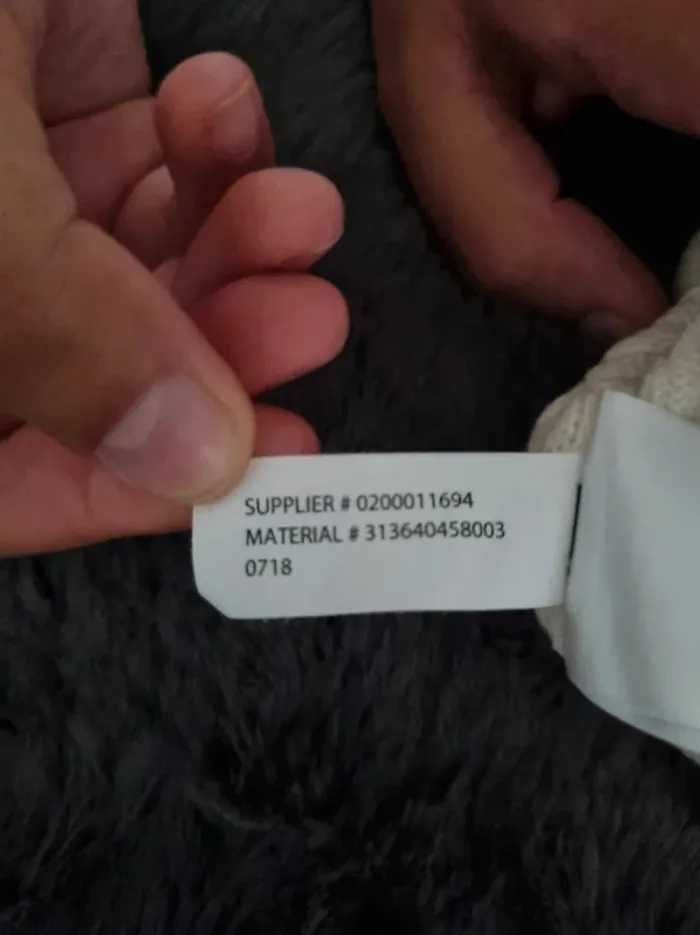 SUPPLIER # 0200011694
MATERIAL # 313640458003
0718